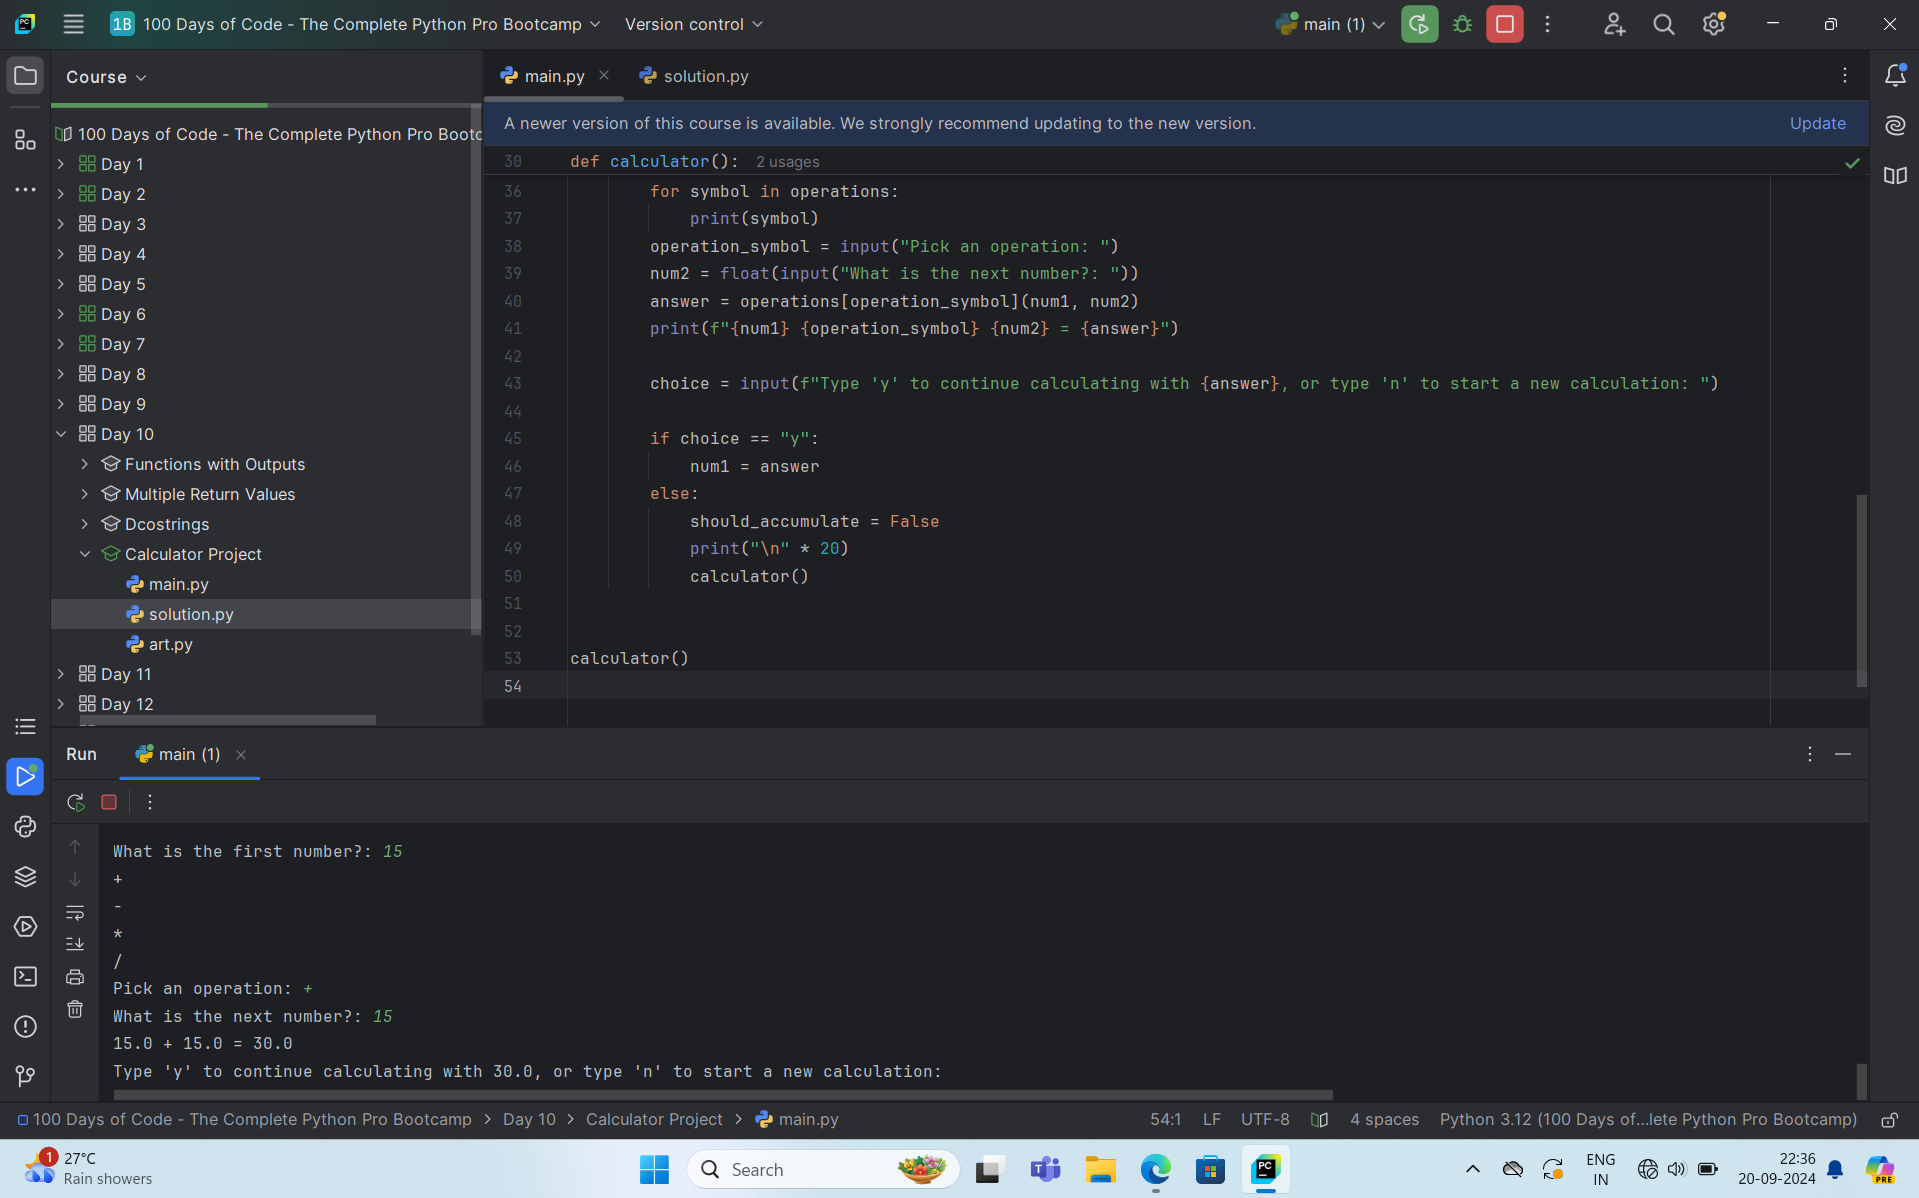 1B 100 Days of Code - The Complete Python Pro Bootcamp Version control main (1)
Course
main.py solution.py
A newer version of this course is available. We strongly recommend updating to the new version. Update
100 Days of Code - The Complete Python Pro Bootc
Day 1
Day 2
Day 3
Day 4
Day 5
Day 6
Day 7
Day 8
Day 9
Day 10
Functions with Outputs
Multiple Return Values
Dcostrings
Calculator Project
main.py
solution.py
art.py
Day 11
Day 12
30 def calculator(): 2 usages
36 for symbol in operations:
37 print(symbol)
38 operation_symbol = input("Pick an operation: ")
39 num2 = float(input("What is the next number?: "))
40 answer = operations[operation_symbol](num1, num2)
41 print(f"{num1} {operation_symbol} {num2} = {answer}")
42
43 choice = input(f"Type 'y' to continue calculating with {answer}, or type 'n' to start a new calculation: ")
44
45 if choice == "y":
46 num1 = answer
47 else:
48 should_accumulate = False
49 print("\n" * 20)
50 calculator()
51
52
53 calculator()
54
Run main (1)
What is the first number?: 15
+
-
*
/
Pick an operation: +
What is the next number?: 15
15.0 + 15.0 = 30.0
Type 'y' to continue calculating with 30.0, or type 'n' to start a new calculation:
100 Days of Code - The Complete Python Pro Bootcamp > Day 10 > Calculator Project > main.py 54:1 LF UTF-8 4 spaces Python 3.12 (100 Days of...lete Python Pro Bootcamp)
1
27°C
Rain showers
Search
PC
ENG
IN
22:36
20-09-2024
PRE